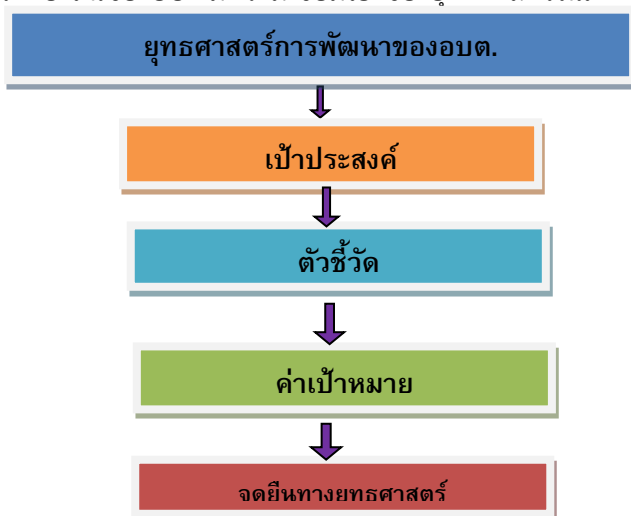 ยุทธศาสตร์การพัฒนาของอบต.
เป้าประสงค์
ตัวชี้วัด
ค่าเป้าหมาย
จดยืนทางยทธศาสตร์